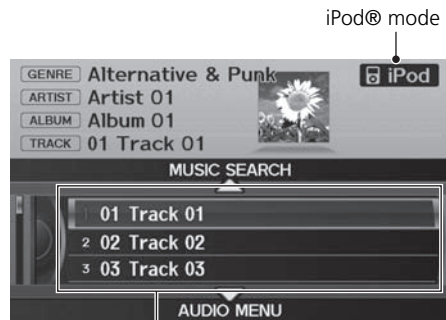 iPod® mode
GENRE Alternative & Punk
iPod
ARTIST Artist 01
ALBUM Album 01
TRACK 01 Track 01
MUSIC SEARCH
1 01 Track 01
2 02 Track 02
3 03 Track 03
AUDIO MENU